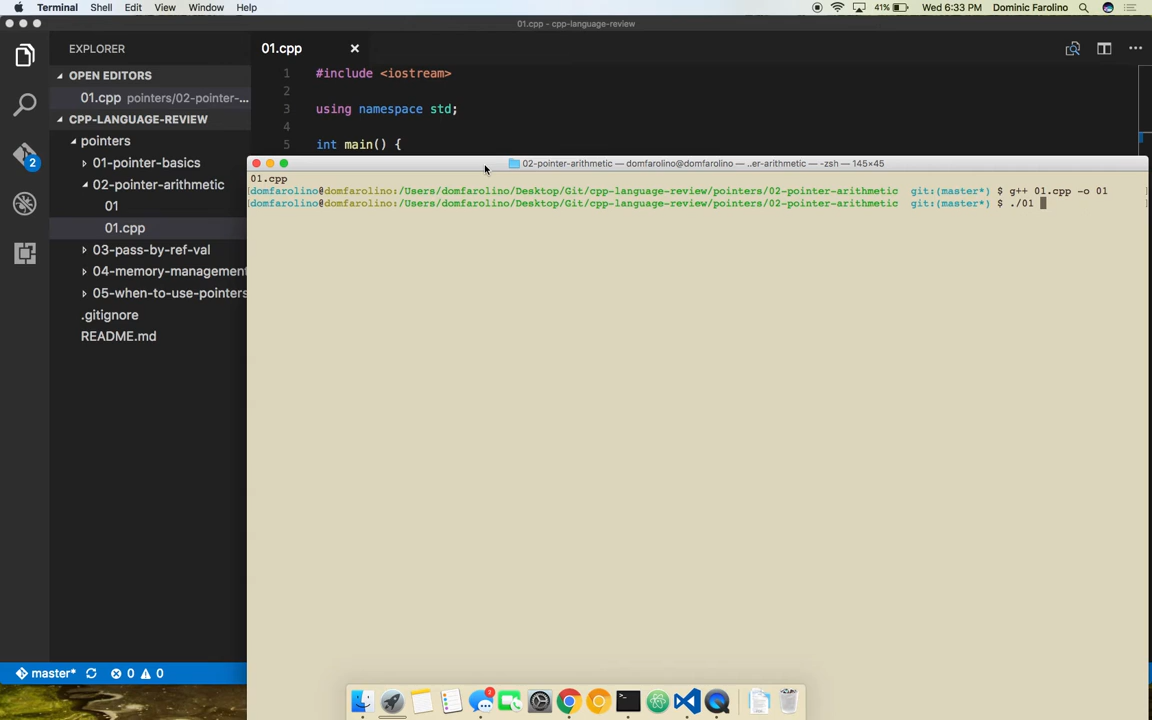 Terminal Shell Edit View Window Help 41% Wed 6:33 PM Dominic Farolino
01.cpp - cpp-language-review
EXPLORER
OPEN EDITORS
01.cpp pointers/02-pointer-...
CPP-LANGUAGE-REVIEW
pointers
01-pointer-basics
02-pointer-arithmetic
01
01.cpp
03-pass-by-ref-val
04-memory-management
05-when-to-use-pointers
.gitignore
README.md
2
master* 0 0
01.cpp
1 #include <iostream>
2
3 using namespace std;
4
5 int main() {
02-pointer-arithmetic — domfarolino@domfarolino — ..er-arithmetic — -zsh — 145×45
01.cpp
[domfarolino@domfarolino:/Users/domfarolino/Desktop/Git/cpp-language-review/pointers/02-pointer-arithmetic git:(master*) $ g++ 01.cpp -o 01 ]
[domfarolino@domfarolino:/Users/domfarolino/Desktop/Git/cpp-language-review/pointers/02-pointer-arithmetic git:(master*) $ ./01 ]